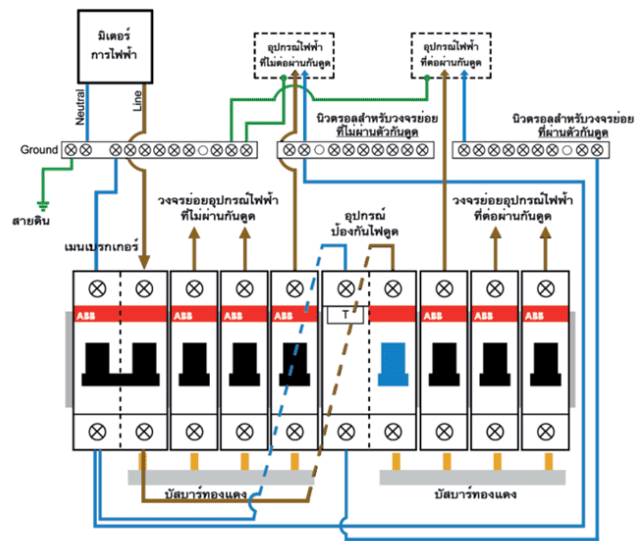 มิเตอร์
การไฟฟ้า
อุปกรณ์ไฟฟ้า
ที่ไม่ต่อผ่านกันดูด
อุปกรณ์ไฟฟ้า
ที่ต่อผ่านกันดูด
Neutral
Line
นิวตรอลสำหรับวงจรย่อย
ที่ไม่ผ่านตัวกันดูด
นิวตรอลสำหรับวงจรย่อย
ที่ผ่านตัวกันดูด
Ground
สายดิน
วงจรย่อยอุปกรณ์ไฟฟ้า
ที่ไม่ผ่านกันดูด
อุปกรณ์
ป้องกันไฟดูด
วงจรย่อยอุปกรณ์ไฟฟ้า
ที่ต่อผ่านกันดูด
เมนเบรกเกอร์
ABB
ABB
ABB
ABB
ABB
ABB
ABB
T
บัสบาร์ทองแดง
บัสบาร์ทองแดง